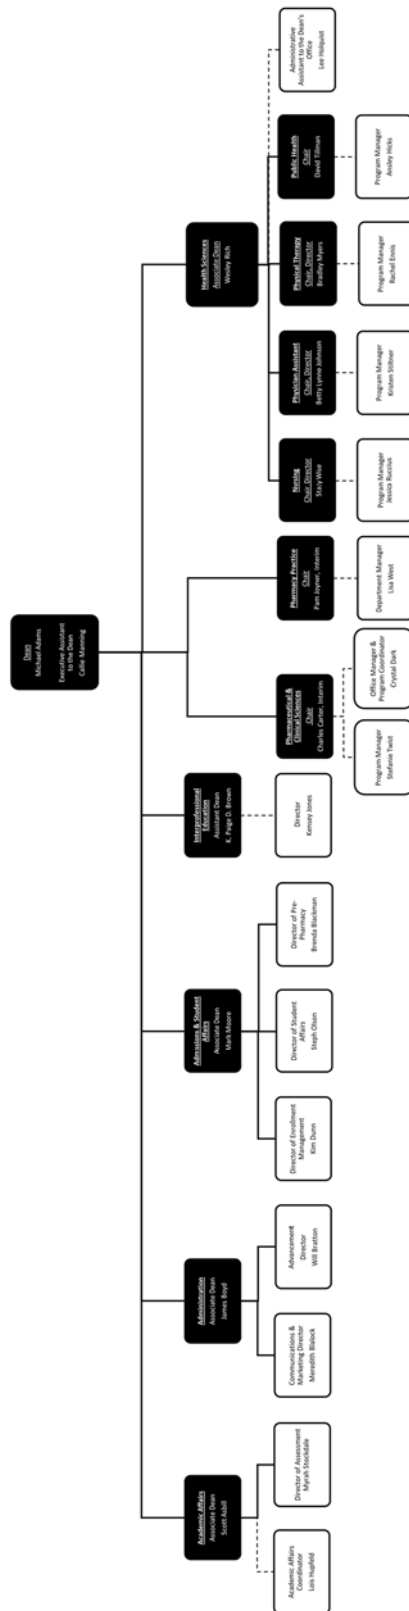 Dean
Michael Adams
Executive Assistant
to the Dean
Callie Manning
Academic Affairs
Associate Dean
Scott Asbill
Administration
Associate Dean
James Boyd
Admissions & Student
Affairs
Associate Dean
Mark Moore
Interprofessional
Education
Assistant Dean
K. Paige D. Brown
Health Sciences
Associate Dean
Wesley Rich
Academic Affairs
Coordinator
Lois Hupfeld
Director of Assessment
Myrah Stockdale
Communications &
Marketing Director
Meredith Blalock
Advancement
Director
Will Bratton
Director of Enrollment
Management
Kim Dunn
Director of Student
Affairs
Steph Olson
Director of Pre-
Pharmacy
Brenda Blackman
Director
Kensey Jones
Pharmaceutical &
Clinical Sciences
Chair
Charles Carter, Interim
Pharmacy Practice
Chair
Pam Joyner, Interim
Nursing
Chair, Director
Stacy Wise
Physician Assistant
Chair, Director
Betty Lynne Johnson
Physical Therapy
Chair, Director
Bradley Myers
Public Health
Chair
David Tillman
Administrative
Assistant to the Dean's
Office
Lee Holquist
Program Manager
Stefanie Twist
Office Manager &
Program Coordinator
Crystal Dark
Department Manager
Lisa West
Program Manager
Jessica Ruccius
Program Manager
Kristen Stiltner
Program Manager
Rachel Ennis
Program Manager
Ansley Hicks